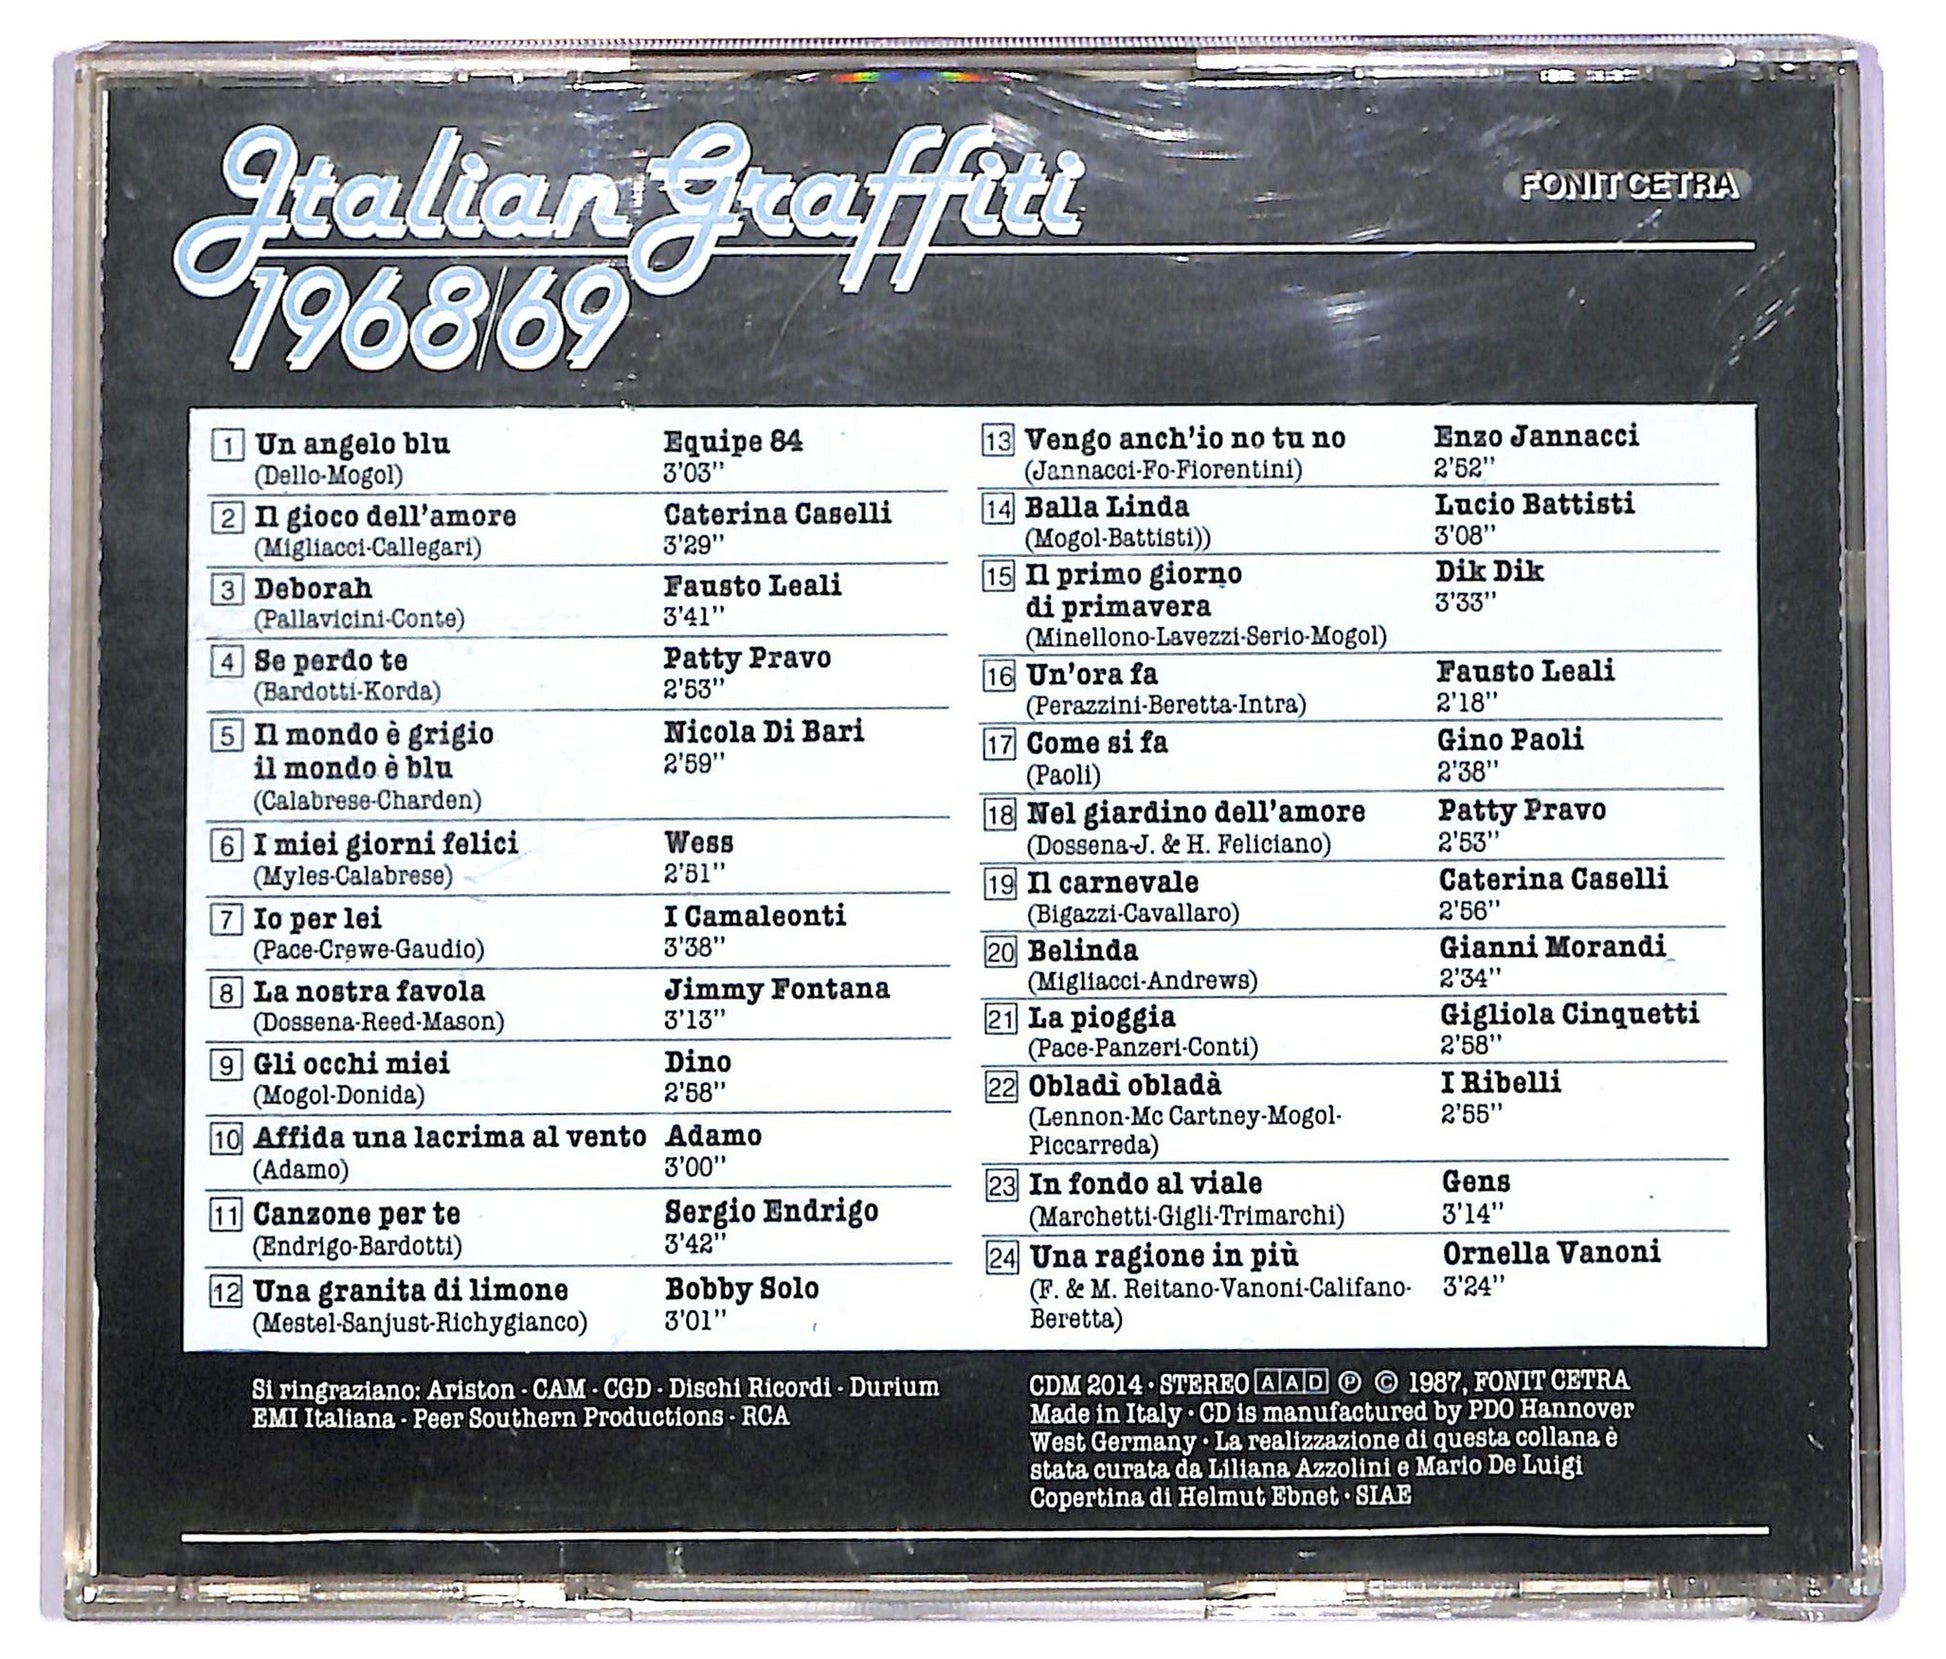 Italian Graffiti
1968/69
FONIT CETRA
1 Un angelo blu Equipe 84
(Dello-Mogol) 3'03"
2 Il gioco dell'amore Caterina Caselli
(Migliacci-Callegari) 3'29"
3 Deborah Fausto Leali
(Pallavicini-Conte) 3'41"
4 Se perdo te Patty Pravo
(Bardotti-Korda) 2'53"
5 Il mondo è grigio Nicola Di Bari
il mondo è blu 2'59"
(Calabrese-Charden)
6 I miei giorni felici Wess
(Myles-Calabrese) 2'51"
7 Io per lei I Camaleonti
(Pace-Crewe-Gaudio) 3'38"
8 La nostra favola Jimmy Fontana
(Dossena-Reed-Mason) 3'13"
9 Gli occhi miei Dino
(Mogol-Donida) 2'58"
10 Affida una lacrima al vento Adamo
(Adamo) 3'00"
11 Canzone per te Sergio Endrigo
(Endrigo-Bardotti) 3'42"
12 Una granita di limone Bobby Solo
(Mestel-Sanjust-Richygianco) 3'01"
13 Vengo anch'io no tu no Enzo Jannacci
(Jannacci-Fo-Fiorentini) 2'52"
14 Balla Linda Lucio Battisti
(Mogol-Battisti)) 3'08"
15 Il primo giorno Dik Dik
di primavera 3'33"
(Minellono-Lavezzi-Serio-Mogol)
16 Un'ora fa Fausto Leali
(Perazzini-Beretta-Intra) 2'18"
17 Come si fa Gino Paoli
(Paoli) 2'38"
18 Nel giardino dell'amore Patty Pravo
(Dossena-J. & H. Feliciano) 2'53"
19 Il carnevale Caterina Caselli
(Bigazzi-Cavallaro) 2'56"
20 Belinda Gianni Morandi
(Migliacci-Andrews) 2'34"
21 La pioggia Gigliola Cinquetti
(Pace-Panzeri-Conti) 2'58"
22 Obladì obladà I Ribelli
(Lennon-Mc Cartney-Mogol- 2'55"
Piccarreda)
23 In fondo al viale Gens
(Marchetti-Gigli-Trimarchi) 3'14"
24 Una ragione in più Ornella Vanoni
(F. & M. Reitano-Vanoni-Califano- 3'24"
Beretta)
Si ringraziano: Ariston - CAM - CGD - Dischi Ricordi - Durium
EMI Italiana - Peer Southern Productions - RCA
CDM 2014 · STEREO AAD ℗ © 1987, FONIT CETRA
Made in Italy · CD is manufactured by PDO Hannover
West Germany · La realizzazione di questa collana è
stata curata da Liliana Azzolini e Mario De Luigi
Copertina di Helmut Ebnet · SIAE